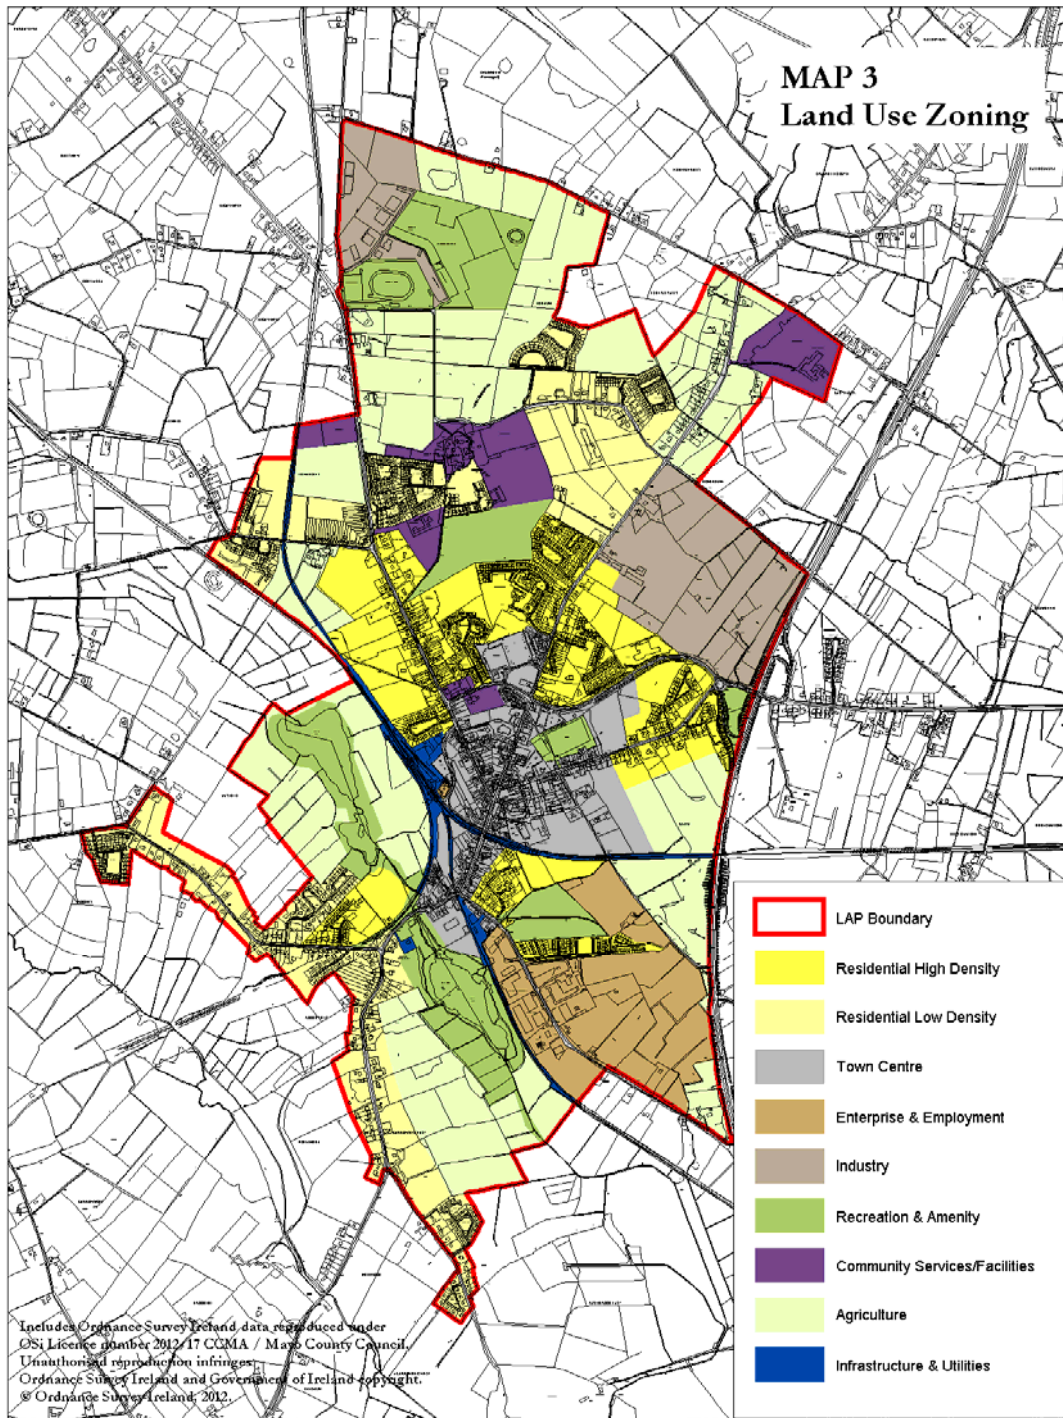 MAP 3
Land Use Zoning
LAP Boundary
Residential High Density
Residential Low Density
Town Centre
Enterprise & Employment
Industry
Recreation & Amenity
Community Services/Facilities
Agriculture
Infrastructure & Utilities
Includes Ordnance Survey Ireland data reproduced under
OSi Licence number 2012/17 CCMA / Mayo County Council.
Unauthorised reproduction infringes
Ordnance Survey Ireland and Government of Ireland copyright.
© Ordnance Survey Ireland, 2012.